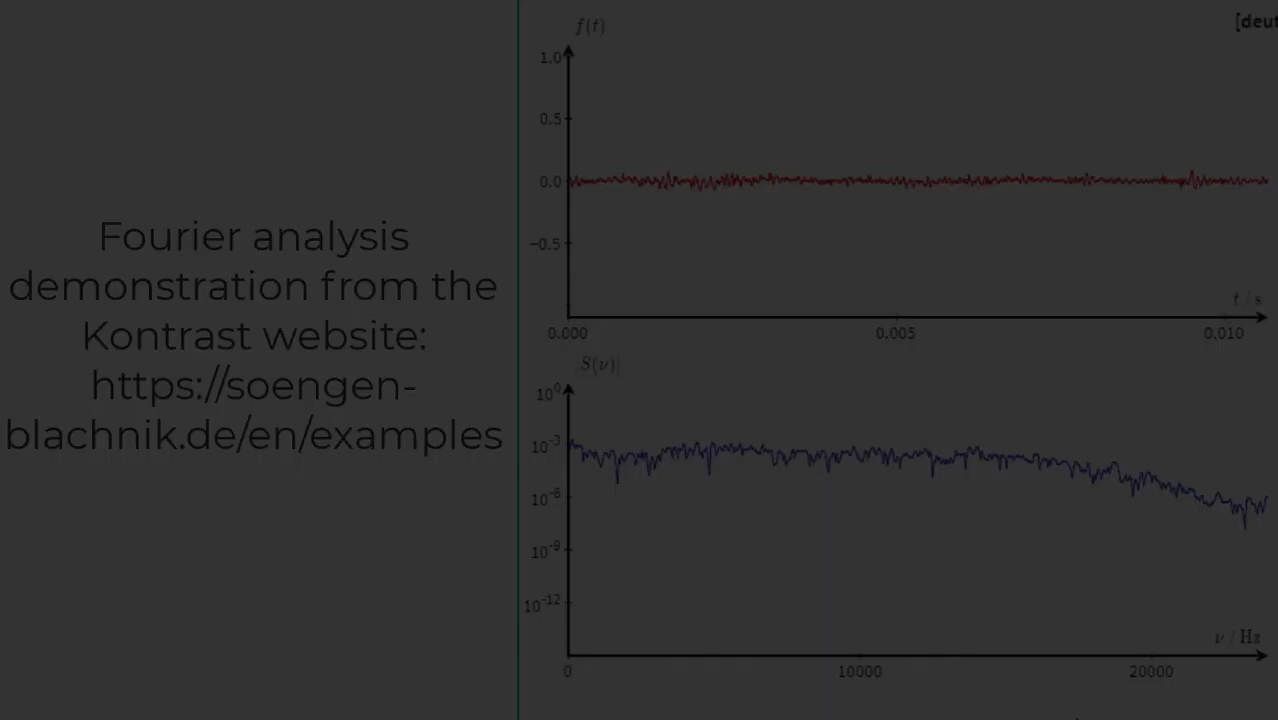 Fourier analysis
demonstration from the
Kontrast website:
https://soengen-
blachnik.de/en/examples
[deut
f(t)
1.0
0.5
0.0
−0.5
t / s
0.000
0.005
0.010
|S(ν)|
10⁰
10⁻³
10⁻⁶
10⁻⁹
10⁻¹²
ν / Hz
0
10000
20000